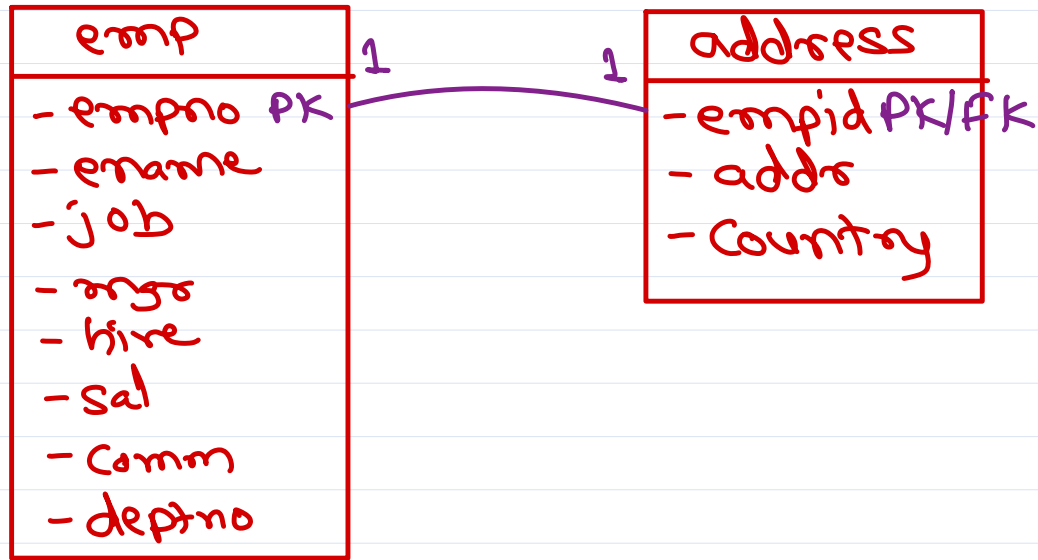 emp
- empno PK
- ename
- job
- mgr
- hire
- sal
- comm
- deptno
1
1
address
- empid PK/FK
- addr
- Country